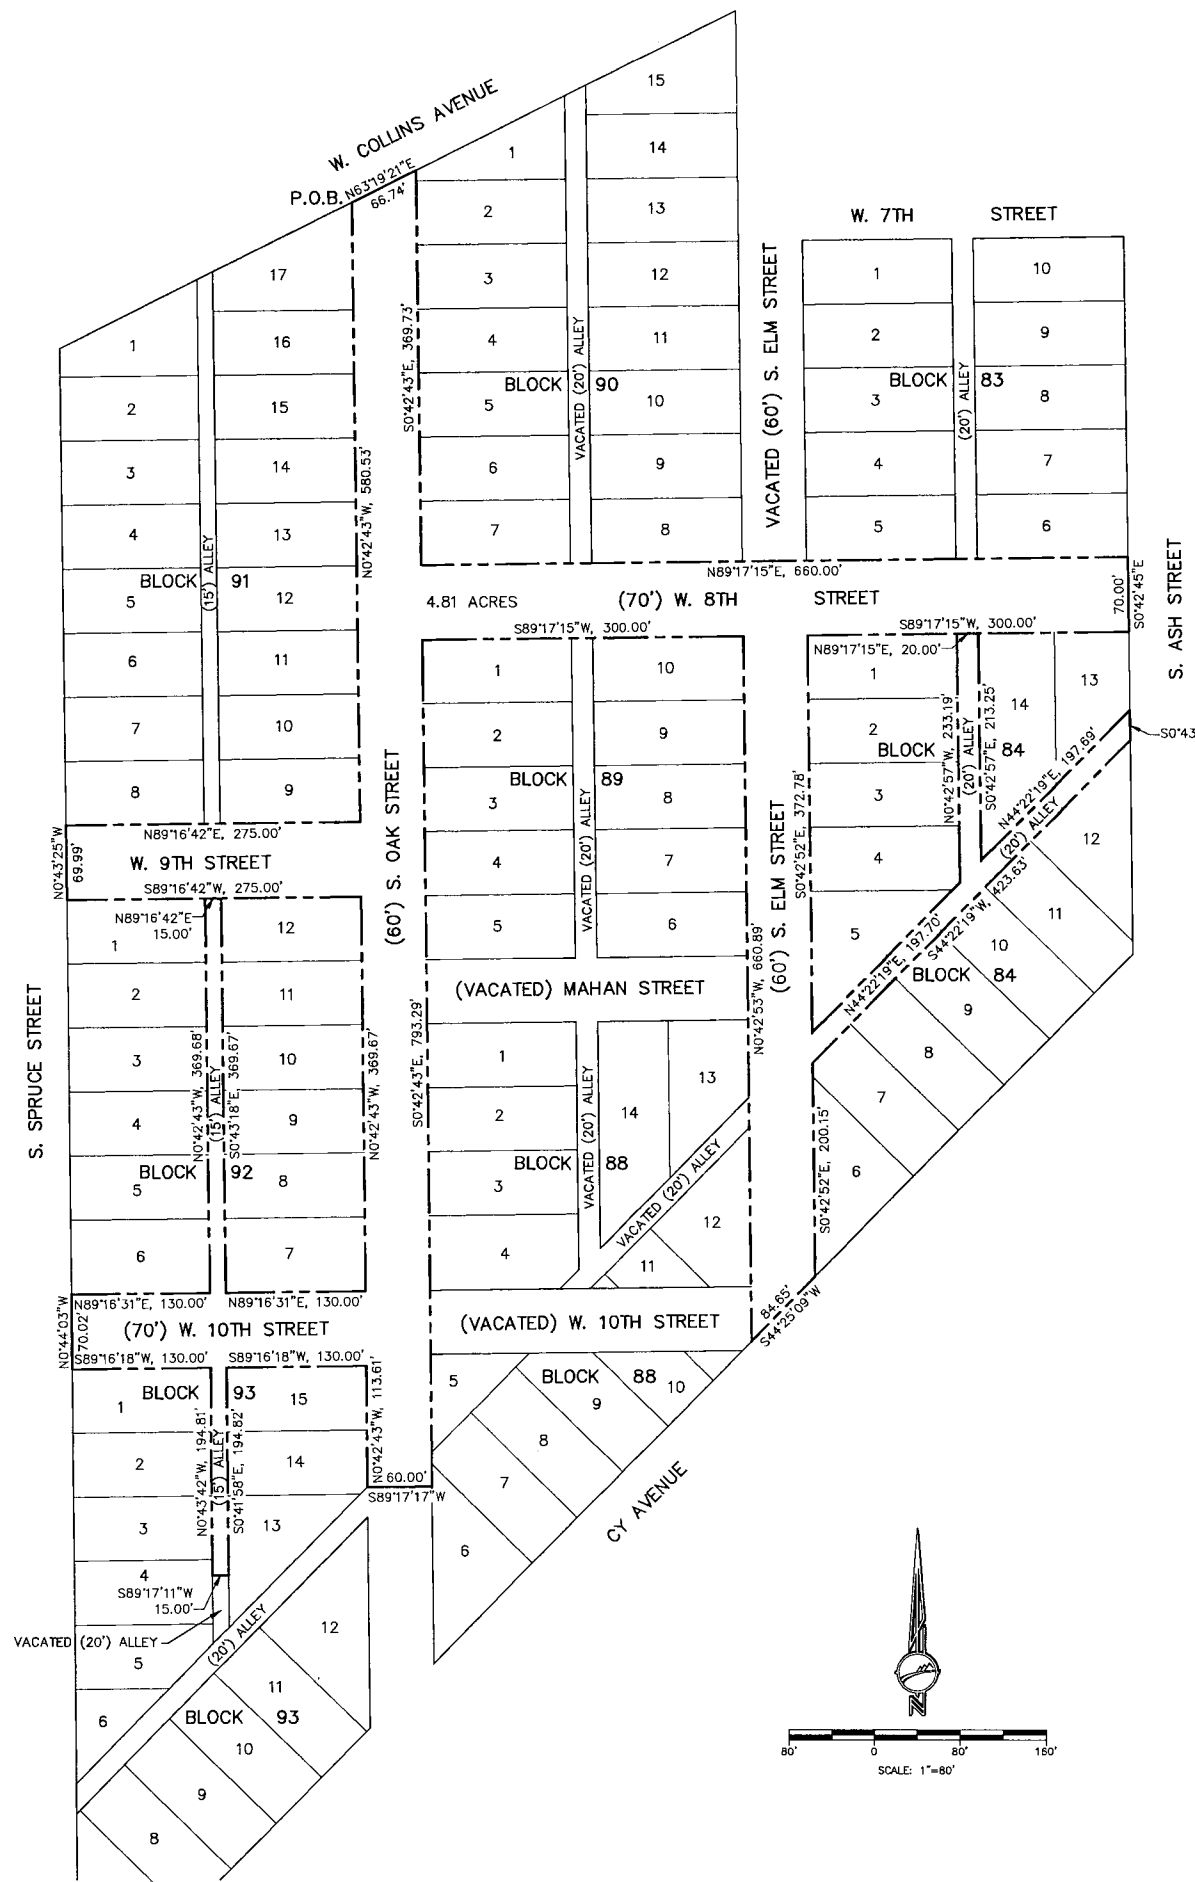 W. COLLINS AVENUE
P.O.B. N63°19'21"E
66.74'
15
1
14
2
13
W. 7TH STREET
17
3
12
1
10
VACATED (60') S. ELM STREET
S0°42'43"E, 369.73'
1
16
4
11
2
9
VACATED (20') ALLEY
BLOCK 90
BLOCK 83
(20') ALLEY
2
15
5
10
3
8
3
14
6
9
4
7
N0°42'43"W, 580.53'
4
13
7
8
5
6
(15') ALLEY
BLOCK 91
N89°17'15"E, 660.00'
S. ASH STREET
70.00'
S0°42'45"E
5
12
4.81 ACRES
(70') W. 8TH STREET
S89°17'15"W, 300.00'
S89°17'15"W, 300.00'
N89°17'15"E, 20.00'
6
11
1
10
1
14
13
7
10
2
9
2
BLOCK 84
S0°43
N0°42'57"W, 233.19'
(20') ALLEY
S0°42'57"E, 213.25'
N44°22'19"E, 197.69'
(20') ALLEY
BLOCK 89
8
9
3
8
3
12
(60') S. OAK STREET
VACATED (20') ALLEY
(60') S. ELM STREET
S0°42'52"E, 372.78'
N89°16'42"E, 275.00'
N0°43'25"W
69.99'
W. 9TH STREET
4
7
4
S89°16'42"W, 275.00'
N89°16'42"E
15.00'
1
12
5
6
5
11
10
N44°22'19"E, 197.70'
S44°22'19"W, 423.63'
BLOCK 84
2
11
(VACATED) MAHAN STREET
9
S. SPRUCE STREET
N0°42'43"W, 369.68'
(15') ALLEY
S0°43'18"E, 369.67'
N0°42'43"W, 369.67'
S0°42'43"E, 793.29'
N0°42'53"W, 660.89'
3
10
1
13
8
4
9
2
14
7
VACATED (20') ALLEY
BLOCK 92
BLOCK 88
5
8
3
6
S0°42'52"E, 200.15'
VACATED (20') ALLEY
6
7
4
11
12
N89°16'31"E, 130.00'
N89°16'31"E, 130.00'
N0°44'03"W
70.02'
(70') W. 10TH STREET
(VACATED) W. 10TH STREET
84.65'
S44°25'09"W
S89°16'18"W, 130.00'
S89°16'18"W, 130.00'
BLOCK 93
1
15
5
BLOCK 88
9
10
N0°42'43"W, 113.61'
N0°43'42"W, 194.81'
(15') ALLEY
S0°41'58"E, 194.82'
2
14
8
60.00'
S89°17'17"W
7
3
13
6
CY AVENUE
4
S89°17'11"W
15.00'
VACATED (20') ALLEY
(20') ALLEY
12
5
11
6
BLOCK 93
10
9
8
N
80'
0
80'
160'
SCALE: 1"=80'